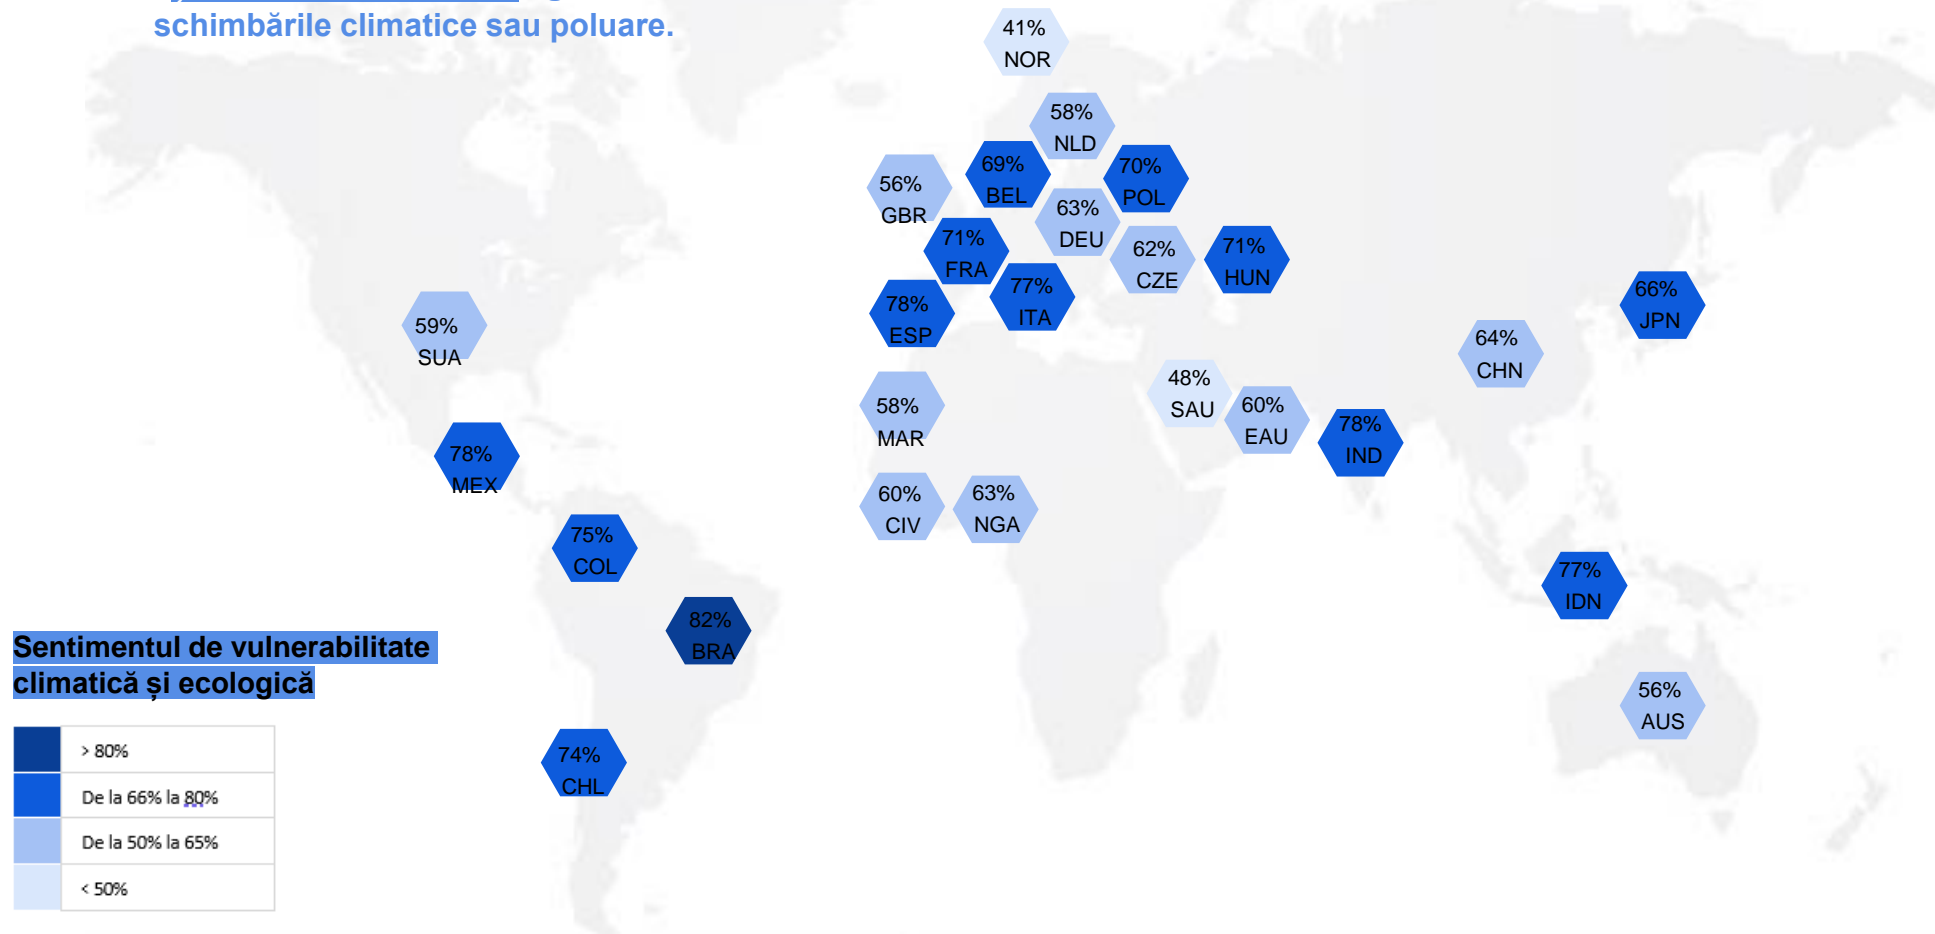 schimbările climatice sau poluare.
41%
NOR
58%
NLD
69%
BEL
70%
POL
56%
GBR
63%
DEU
71%
FRA
62%
CZE
71%
HUN
77%
ITA
78%
ESP
66%
JPN
59%
SUA
64%
CHN
48%
SAU
58%
MAR
60%
EAU
78%
IND
78%
MEX
60%
CIV
63%
NGA
75%
COL
77%
IDN
82%
BRA
Sentimentul de vulnerabilitate
climatică și ecologică
56%
AUS
74%
CHL
> 80%
De la 66% la 80%
De la 50% la 65%
< 50%